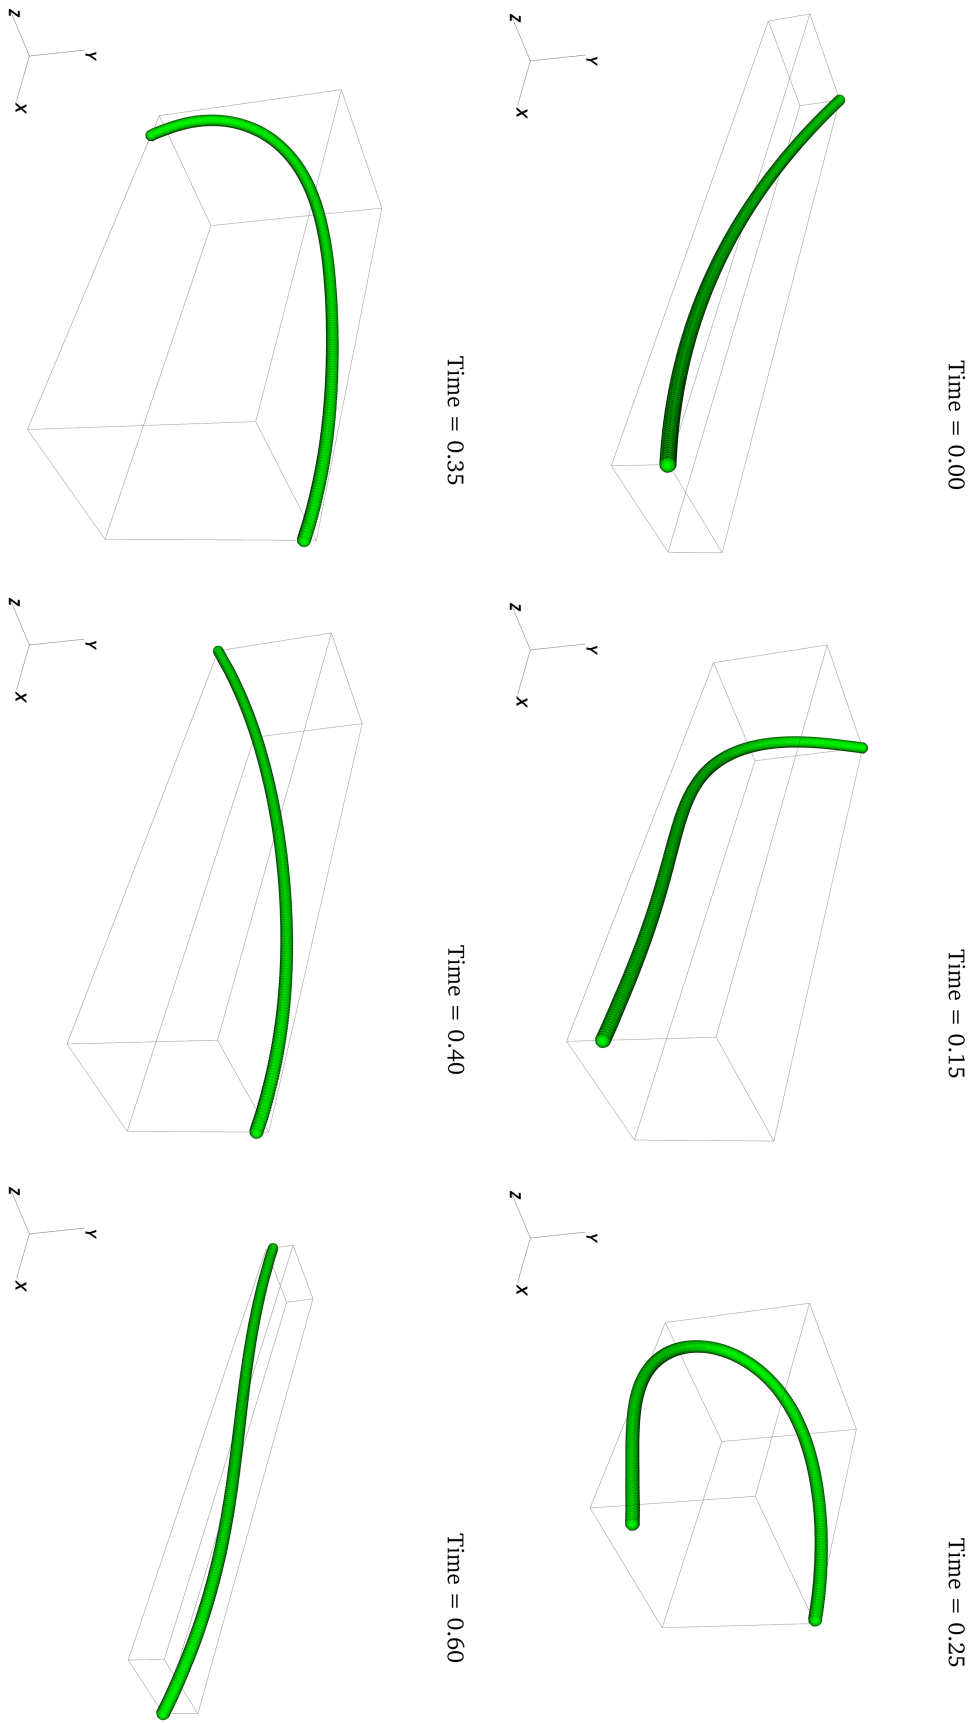 Time = 0.00
Y
Z
X
Time = 0.15
Y
Z
X
Time = 0.25
Y
Z
X
Time = 0.35
Y
Z
X
Time = 0.40
Y
Z
X
Time = 0.60
Y
Z
X